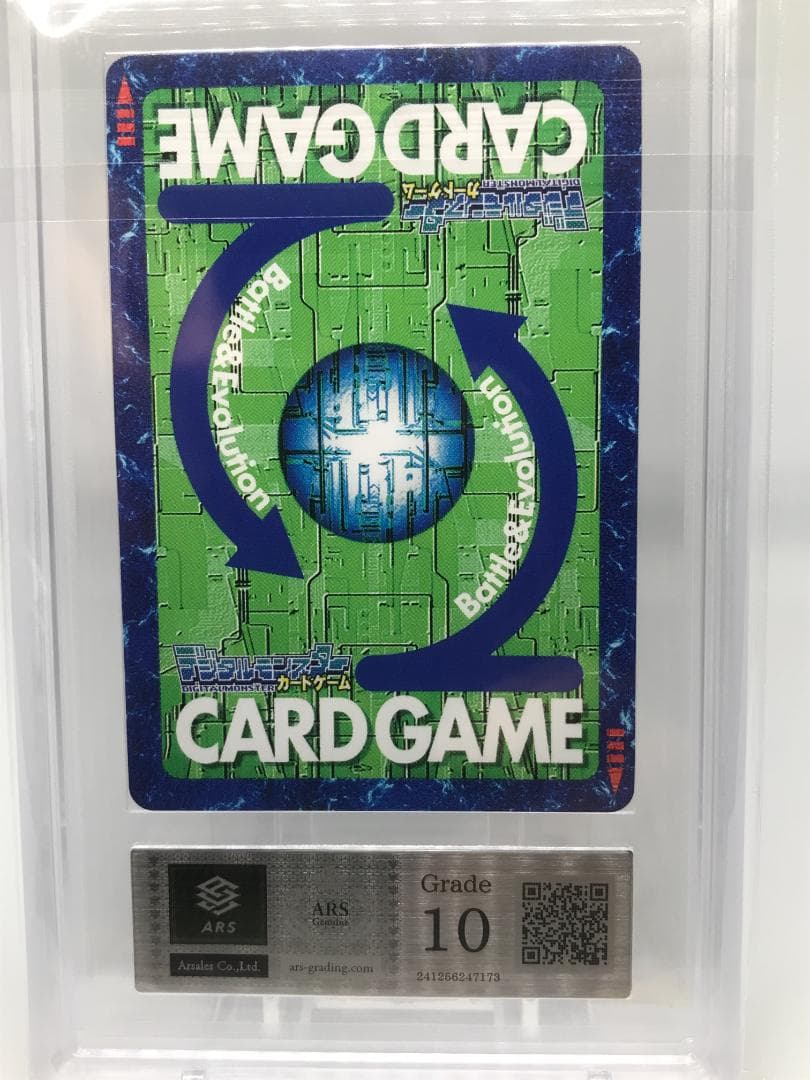 CARD GAME
デジタルモンスター
DIGITALMONSTER
カードゲーム
Battle&Evolution
Battle&Evolution
デジタルモンスター
DIGITALMONSTER カードゲーム
CARD GAME
ARS
Arsales Co.,Ltd.
ARS
Genuine
ars-grading.com
Grade
10
241266247173